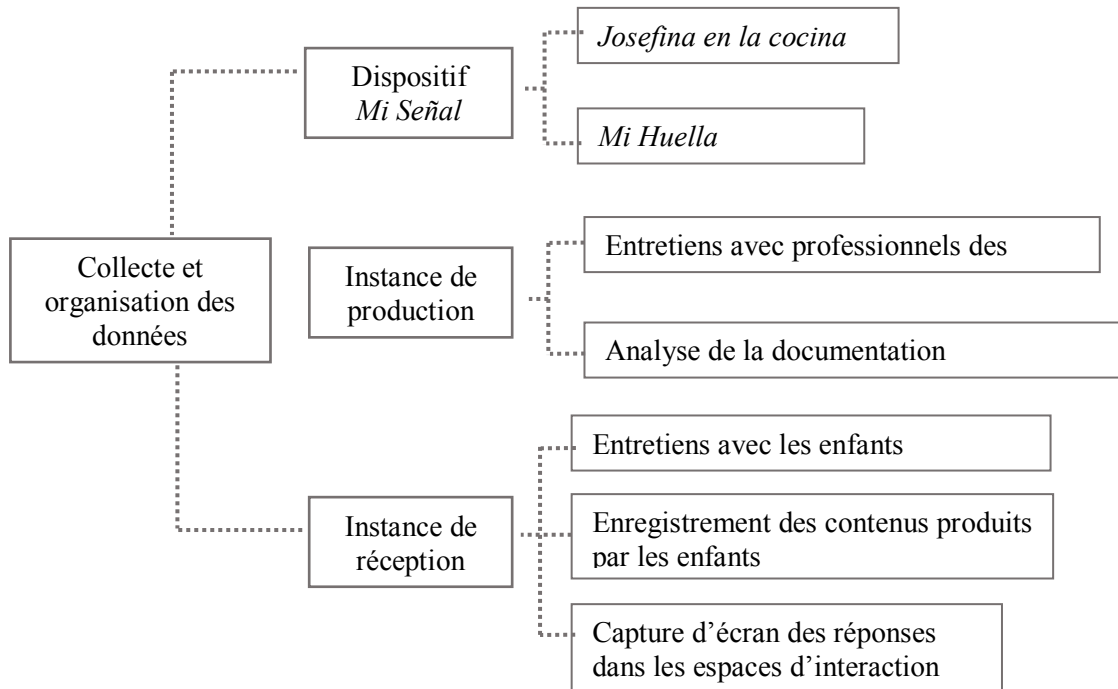 Josefina en la cocina
Dispositif
Mi Señal
Mi Huella
Collecte et
organisation des
données
Instance de
production
Entretiens avec professionnels des
Analyse de la documentation
Instance de
réception
Entretiens avec les enfants
Enregistrement des contenus produits
par les enfants
Capture d’écran des réponses
dans les espaces d’interaction